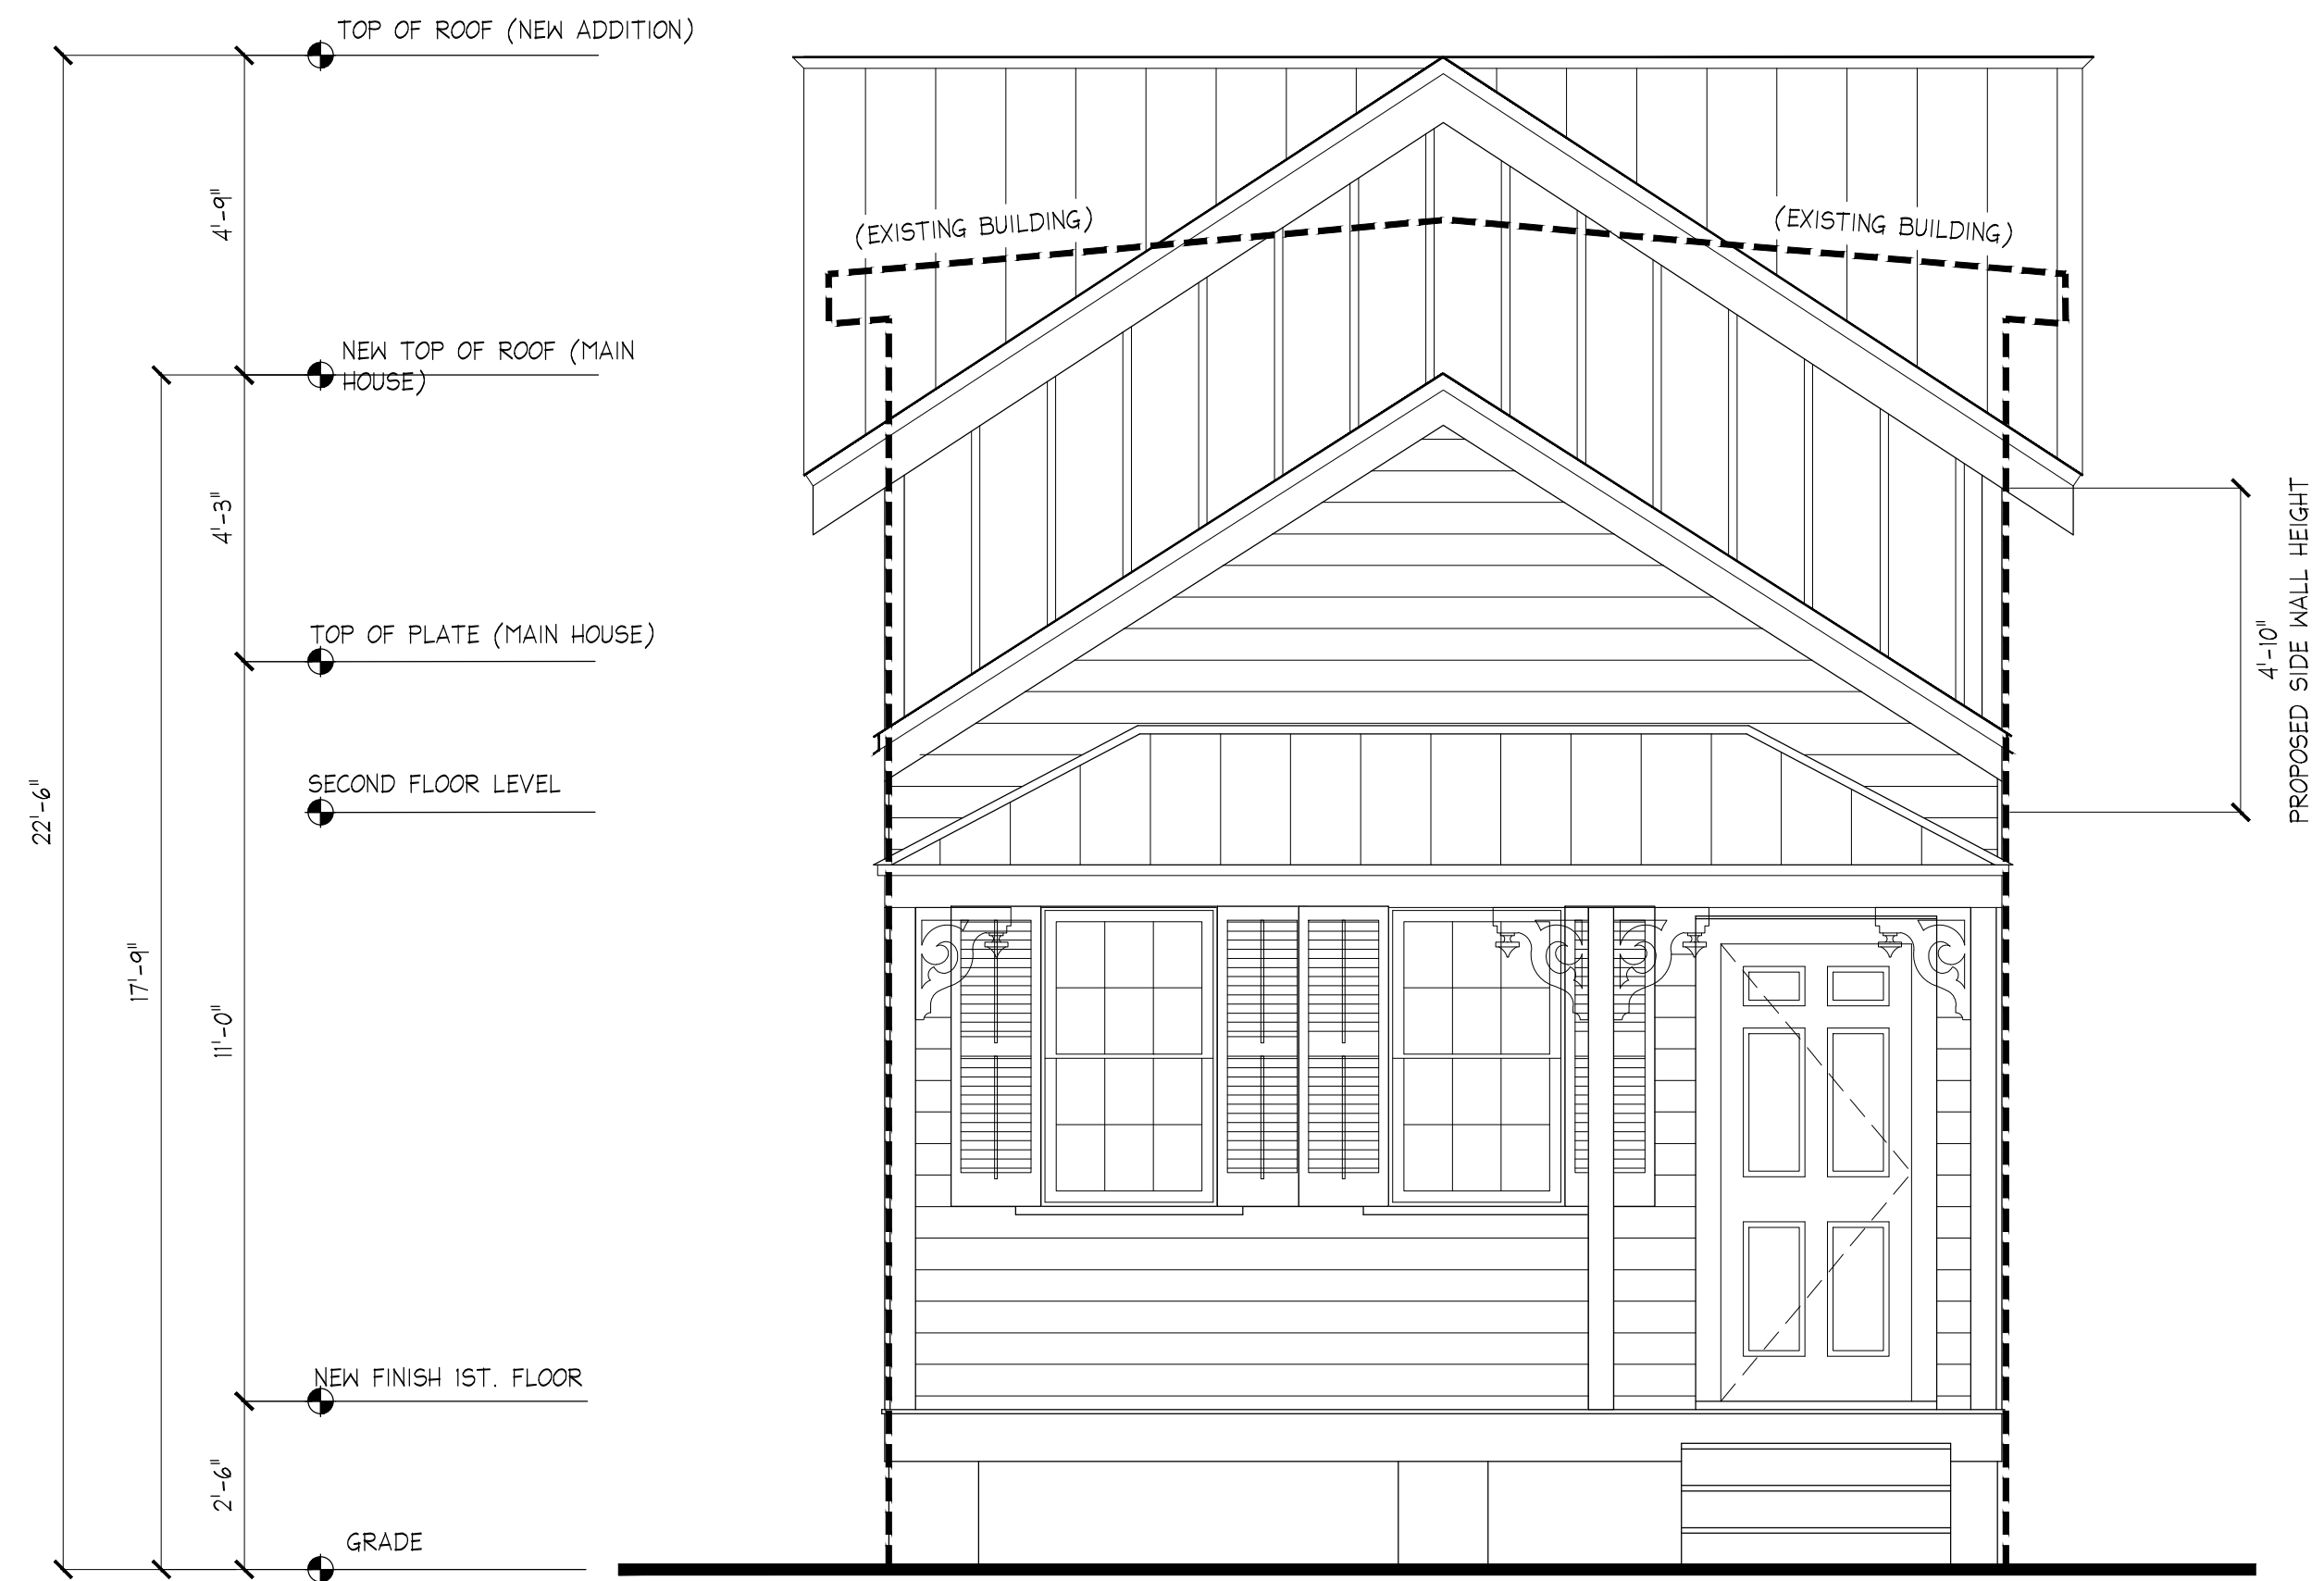 TOP OF ROOF (NEW ADDITION)
4'-9"
(EXISTING BUILDING)
(EXISTING BUILDING)
NEW TOP OF ROOF (MAIN
HOUSE)
4'-3"
TOP OF PLATE (MAIN HOUSE)
4'-10"
PROPOSED SIDE WALL HEIGHT
SECOND FLOOR LEVEL
22'-6"
17'-9"
11'-0"
NEW FINISH 1ST. FLOOR
2'-6"
GRADE